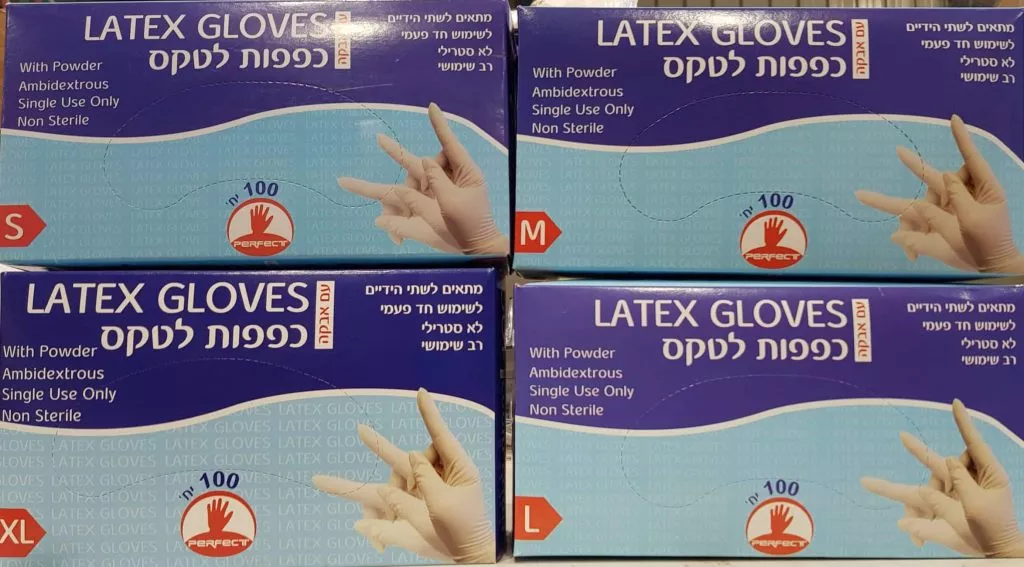 LATEX GLOVES
כפפות לטקס
עם אבקה
With Powder
Ambidextrous
Single Use Only
Non Sterile
מתאים לשתי הידיים
לשימוש חד פעמי
לא סטרילי
רב שימושי
100 יח'
PERFECT
S
LATEX GLOVES
כפפות לטקס
עם אבקה
With Powder
Ambidextrous
Single Use Only
Non Sterile
מתאים לשתי הידיים
לשימוש חד פעמי
לא סטרילי
רב שימושי
100 יח'
PERFECT
M
LATEX GLOVES
כפפות לטקס
עם אבקה
With Powder
Ambidextrous
Single Use Only
Non Sterile
מתאים לשתי הידיים
לשימוש חד פעמי
לא סטרילי
רב שימושי
100 יח'
PERFECT
XL
LATEX GLOVES
כפפות לטקס
עם אבקה
With Powder
Ambidextrous
Single Use Only
Non Sterile
מתאים לשתי הידיים
לשימוש חד פעמי
לא סטרילי
רב שימושי
100 יח'
PERFECT
L